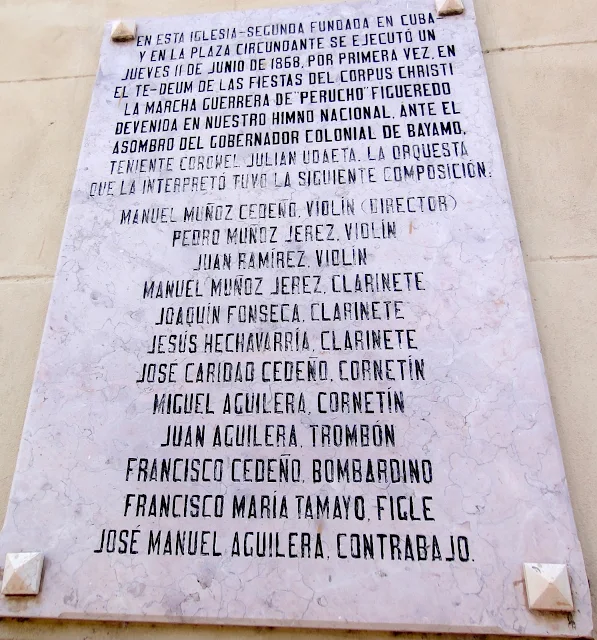 EN ESTA IGLESIA-SEGUNDA FUNDADA EN CUBA-
Y EN LA PLAZA CIRCUNDANTE SE EJECUTÓ UN
JUEVES 11 DE JUNIO DE 1868, POR PRIMERA VEZ, EN
EL TE-DEUM DE LAS FIESTAS DEL CORPUS CHRISTI
LA MARCHA GUERRERA DE "PERUCHO" FIGUEREDO
DEVENIDA EN NUESTRO HIMNO NACIONAL, ANTE EL
ASOMBRO DEL GOBERNADOR COLONIAL DE BAYAMO,
TENIENTE CORONEL JULIAN UDAETA. LA ORQUESTA
QUE LA INTERPRETÓ TUVO LA SIGUIENTE COMPOSICIÓN:
MANUEL MUÑOZ CEDEÑO, VIOLÍN (DIRECTOR)
PEDRO MUÑOZ JEREZ, VIOLÍN
JUAN RAMÍREZ, VIOLÍN
MANUEL MUÑOZ JEREZ, CLARINETE
JOAQUÍN FONSECA, CLARINETE
JESÚS HECHAVARRÍA, CLARINETE
JOSÉ CARIDAD CEDEÑO, CORNETÍN
MIGUEL AGUILERA, CORNETÍN
JUAN AGUILERA, TROMBÓN
FRANCISCO CEDEÑO, BOMBARDINO
FRANCISCO MARÍA TAMAYO, FIGLE
JOSÉ MANUEL AGUILERA, CONTRABAJO.